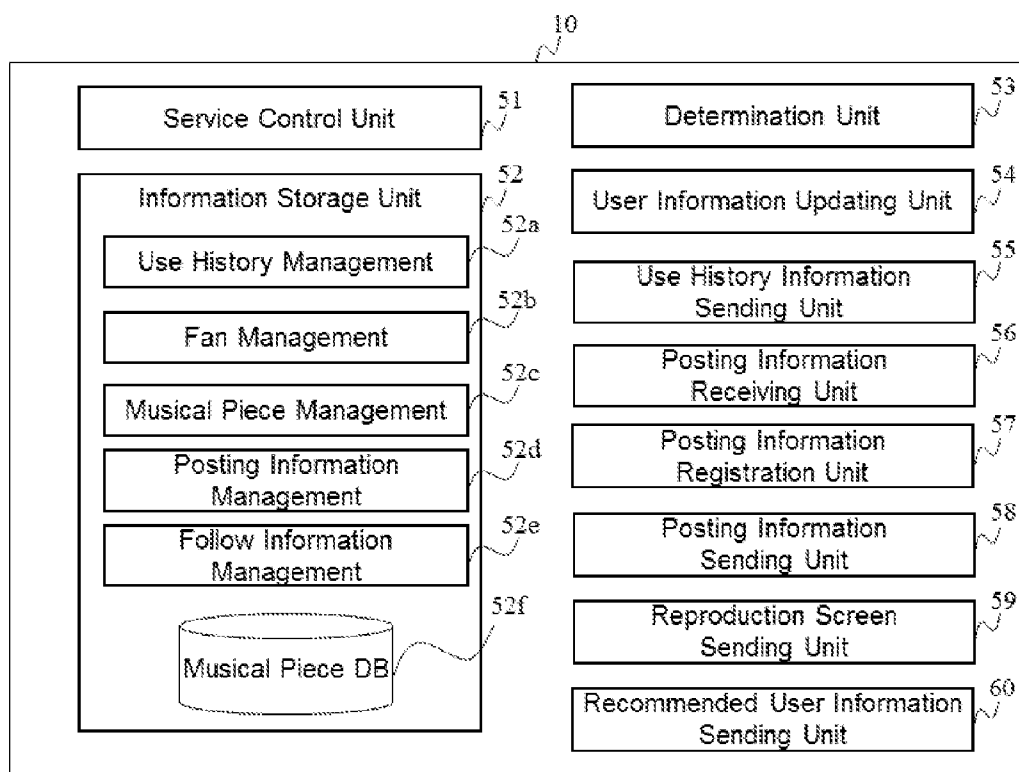 10
Service Control Unit
51
Information Storage Unit
52
Use History Management
52a
Fan Management
52b
Musical Piece Management
52c
Posting Information
Management
52d
Follow Information
Management
52e
Musical Piece DB
52f
Determination Unit
53
User Information Updating Unit
54
Use History Information
Sending Unit
55
Posting Information
Receiving Unit
56
Posting Information
Registration Unit
57
Posting Information
Sending Unit
58
Reproduction Screen
Sending Unit
59
Recommended User Information
Sending Unit
60